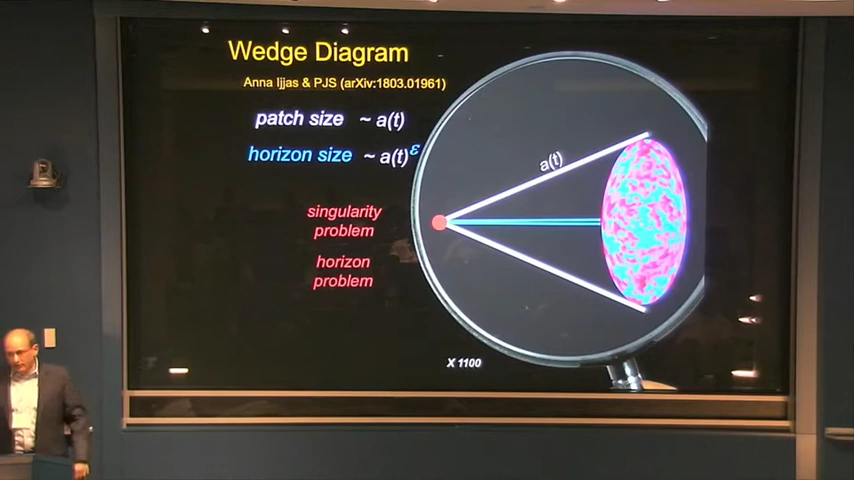 Wedge Diagram
Anna Ijjas & PJS (arXiv:1803.01961)
patch size ~ a(t)
horizon size ~ a(t)^ε
a(t)
singularity
problem
horizon
problem
X 1100